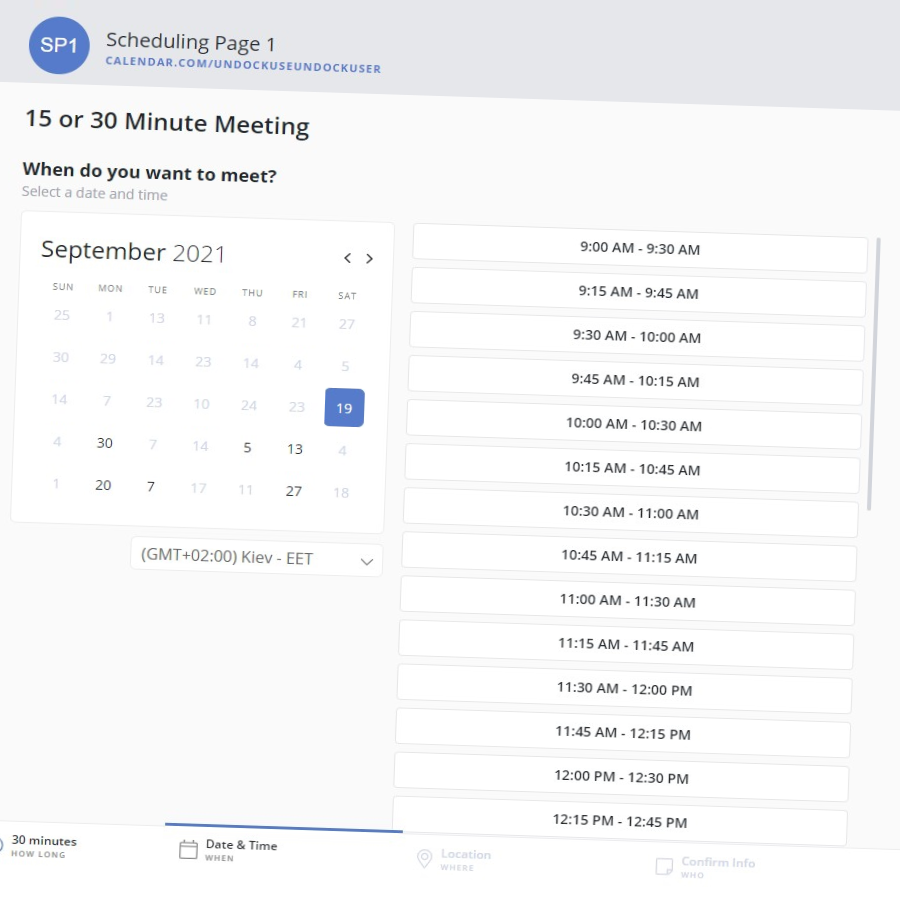 SP1
Scheduling Page 1
CALENDAR.COM/UNDOCKUSEUNDOCKUSER
15 or 30 Minute Meeting
When do you want to meet?
Select a date and time
September 2021
SUN MON TUE WED THU FRI SAT
25 1 13 11 8 21 27
30 29 14 23 14 4 5
14 7 23 10 24 23 19
4 30 7 14 5 13 4
1 20 7 17 11 27 18
(GMT+02:00) Kiev - EET
9:00 AM - 9:30 AM
9:15 AM - 9:45 AM
9:30 AM - 10:00 AM
9:45 AM - 10:15 AM
10:00 AM - 10:30 AM
10:15 AM - 10:45 AM
10:30 AM - 11:00 AM
10:45 AM - 11:15 AM
11:00 AM - 11:30 AM
11:15 AM - 11:45 AM
11:30 AM - 12:00 PM
11:45 AM - 12:15 PM
12:00 PM - 12:30 PM
12:15 PM - 12:45 PM
30 minutes
HOW LONG
Date & Time
WHEN
Location
WHERE
Confirm Info
WHO